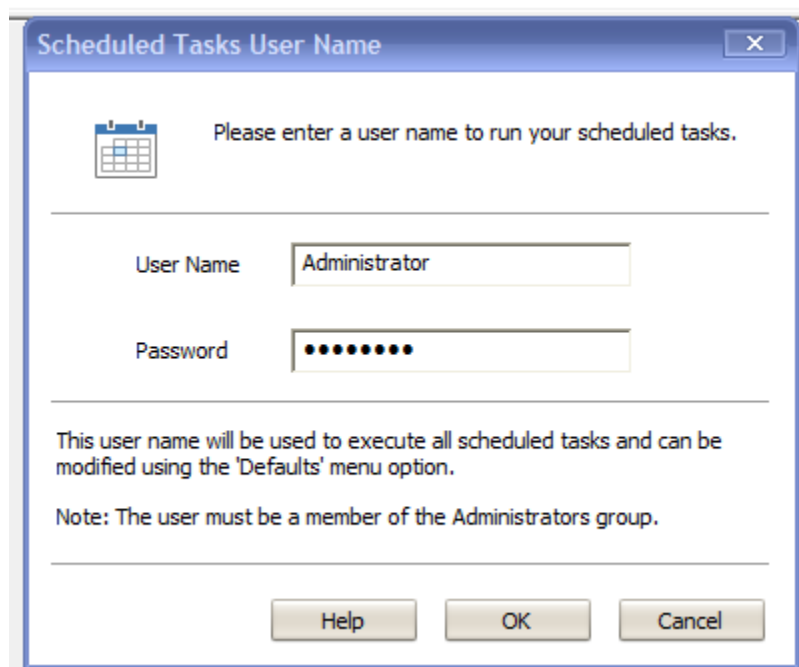 Scheduled Tasks User Name
Please enter a user name to run your scheduled tasks.
User Name
Administrator
Password
••••••••
This user name will be used to execute all scheduled tasks and can be
modified using the 'Defaults' menu option.
Note: The user must be a member of the Administrators group.
Help
OK
Cancel